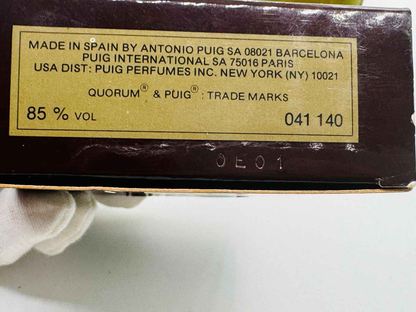 MADE IN SPAIN BY ANTONIO PUIG SA 08021 BARCELONA
PUIG INTERNATIONAL SA 75016 PARIS
USA DIST: PUIG PERFUMES INC. NEW YORK (NY) 10021
QUORUM® & PUIG® : TRADE MARKS
85 % VOL 041 140
0E01